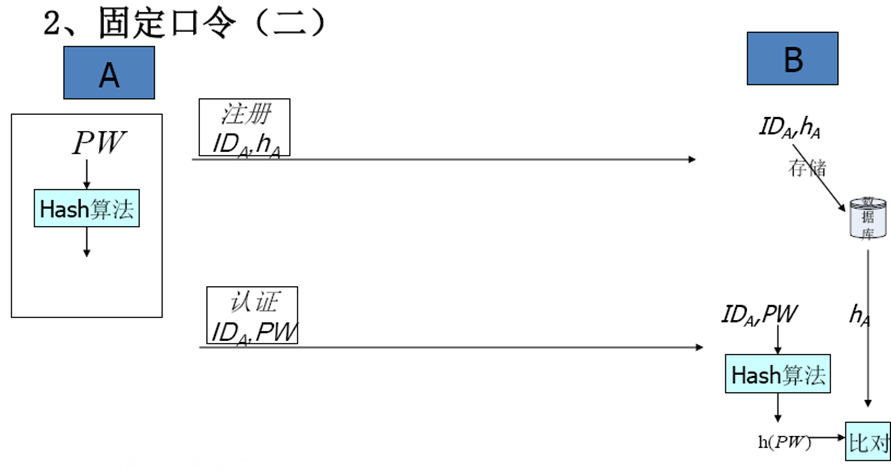 2、固定口令（二）
A
B
PW
Hash算法
注册
ID_A,h_A
ID_A,h_A
存储
数
据
库
认证
ID_A,PW
ID_A,PW
h_A
Hash算法
h(PW)
比对